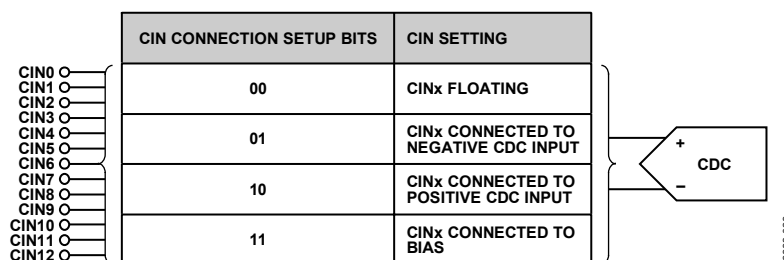 CIN CONNECTION SETUP BITS
CIN SETTING
CIN0
CIN1
CIN2
CIN3
CIN4
CIN5
CIN6
CIN7
CIN8
CIN9
CIN10
CIN11
CIN12
00
CINx FLOATING
01
CINx CONNECTED TO
NEGATIVE CDC INPUT
10
CINx CONNECTED TO
POSITIVE CDC INPUT
11
CINx CONNECTED TO
BIAS
+
−
CDC